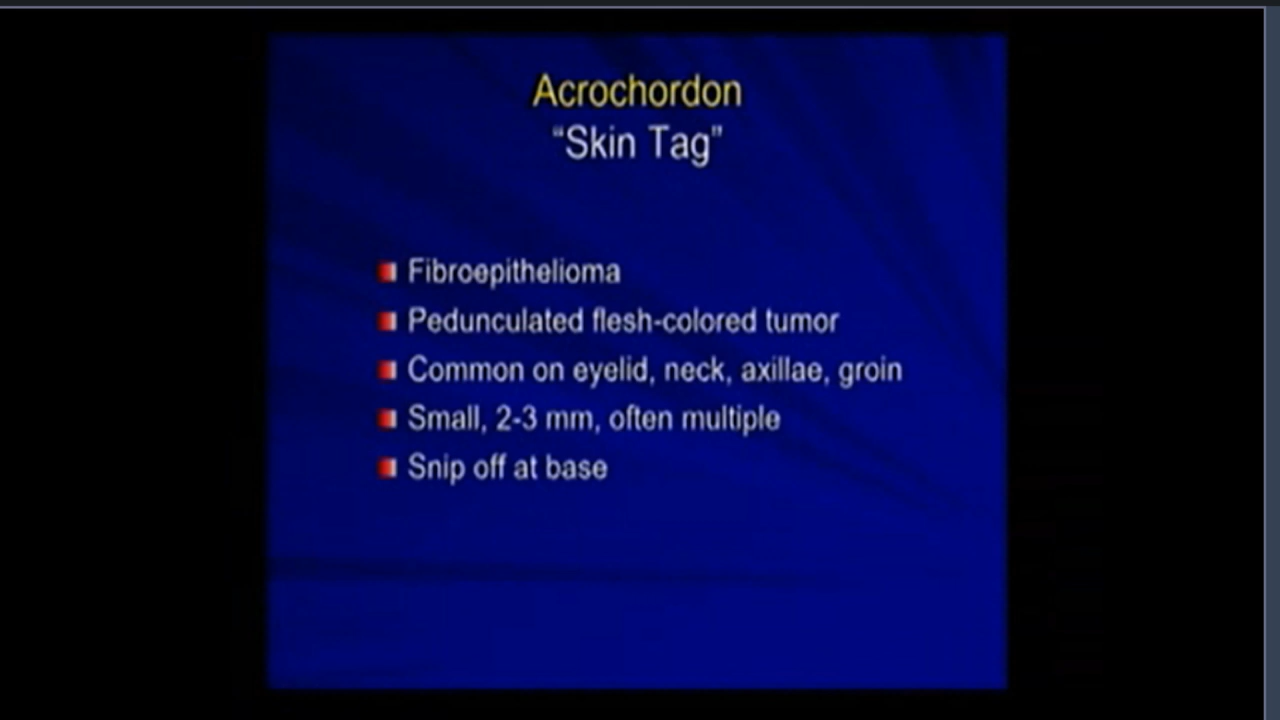 Acrochordon
“Skin Tag”
Fibroepithelioma
Pedunculated flesh-colored tumor
Common on eyelid, neck, axillae, groin
Small, 2-3 mm, often multiple
Snip off at base